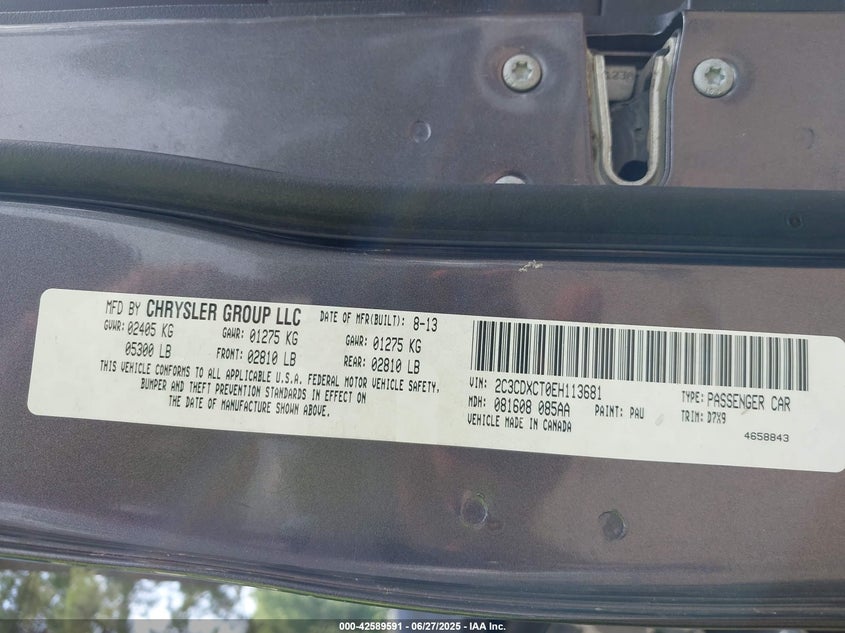 123A
MFD BY CHRYSLER GROUP LLC
DATE OF MFR(BUILT): 8-13
GVWR: 02405 KG
GAWR: 01275 KG
GAWR: 01275 KG
05300 LB
FRONT: 02810 LB
REAR: 02810 LB
THIS VEHICLE CONFORMS TO ALL APPLICABLE U.S.A. FEDERAL MOTOR VEHICLE SAFETY,
BUMPER AND THEFT PREVENTION STANDARDS IN EFFECT ON
THE DATE OF MANUFACTURE SHOWN ABOVE.
VIN: 2C3CDXCT0EH113681
TYPE: PASSENGER CAR
MDH: 081608 085AA
PAINT: PAU
TRIM: D7X9
VEHICLE MADE IN CANADA
4658843
000-42589591 - 06/27/2025 - IAA Inc.